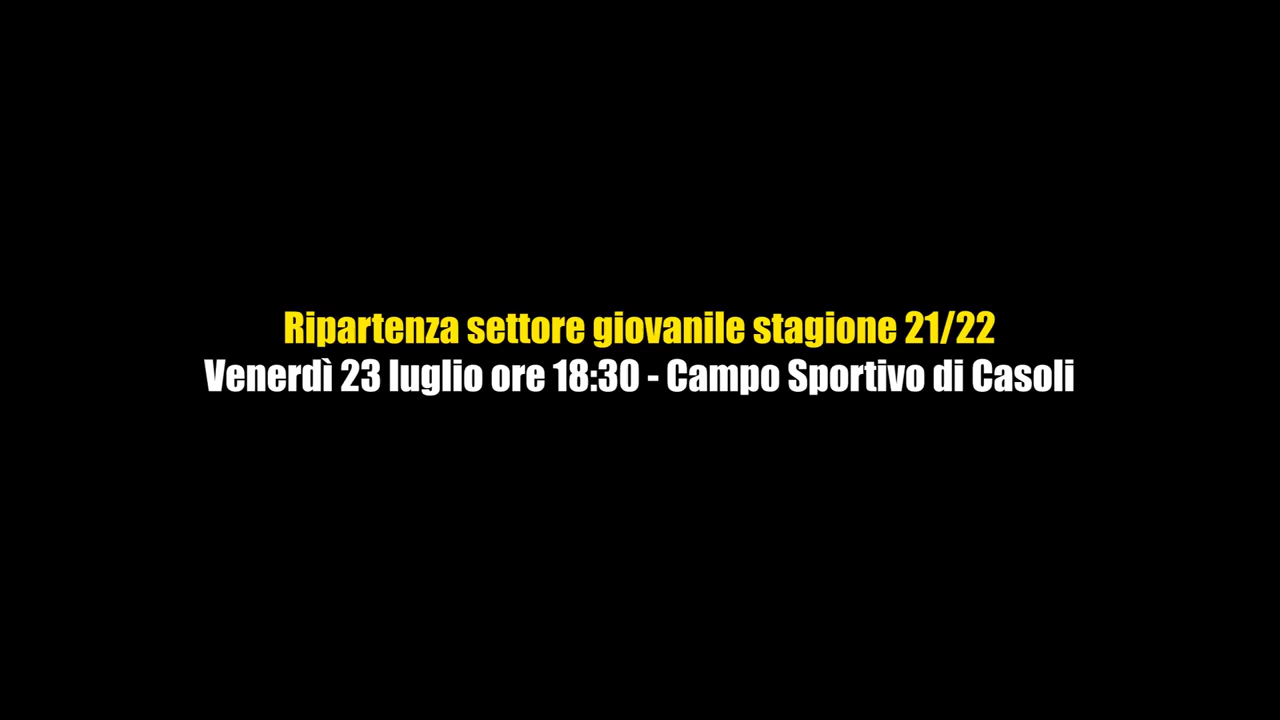 Ripartenza settore giovanile stagione 21/22
Venerdì 23 luglio ore 18:30 - Campo Sportivo di Casoli